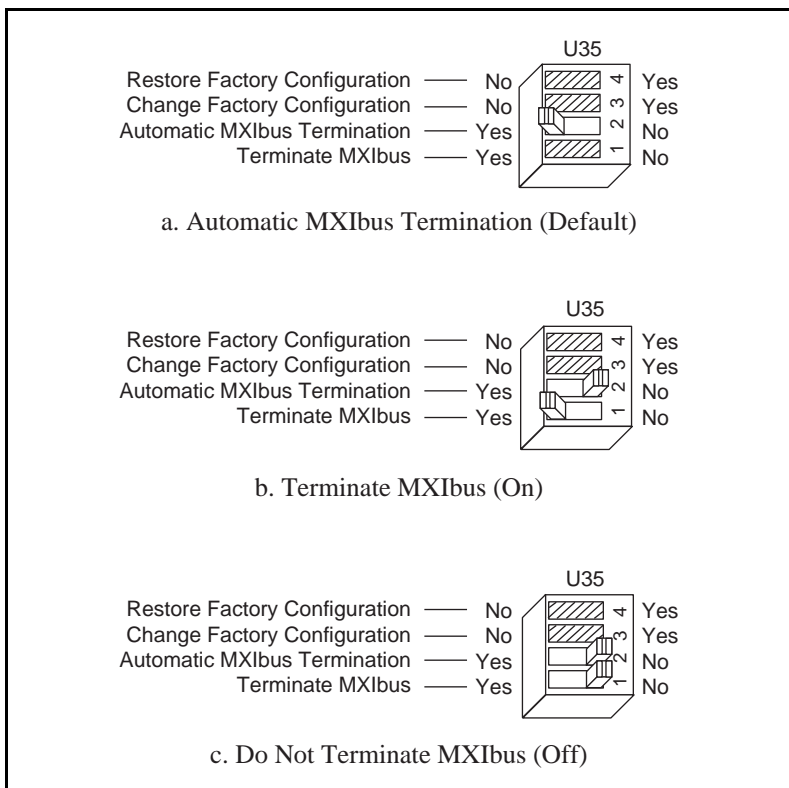 U35
Restore Factory Configuration No 4 Yes
Change Factory Configuration No 3 Yes
Automatic MXIbus Termination Yes 2 No
Terminate MXIbus Yes 1 No
a. Automatic MXIbus Termination (Default)
U35
Restore Factory Configuration No 4 Yes
Change Factory Configuration No 3 Yes
Automatic MXIbus Termination Yes 2 No
Terminate MXIbus Yes 1 No
b. Terminate MXIbus (On)
U35
Restore Factory Configuration No 4 Yes
Change Factory Configuration No 3 Yes
Automatic MXIbus Termination Yes 2 No
Terminate MXIbus Yes 1 No
c. Do Not Terminate MXIbus (Off)